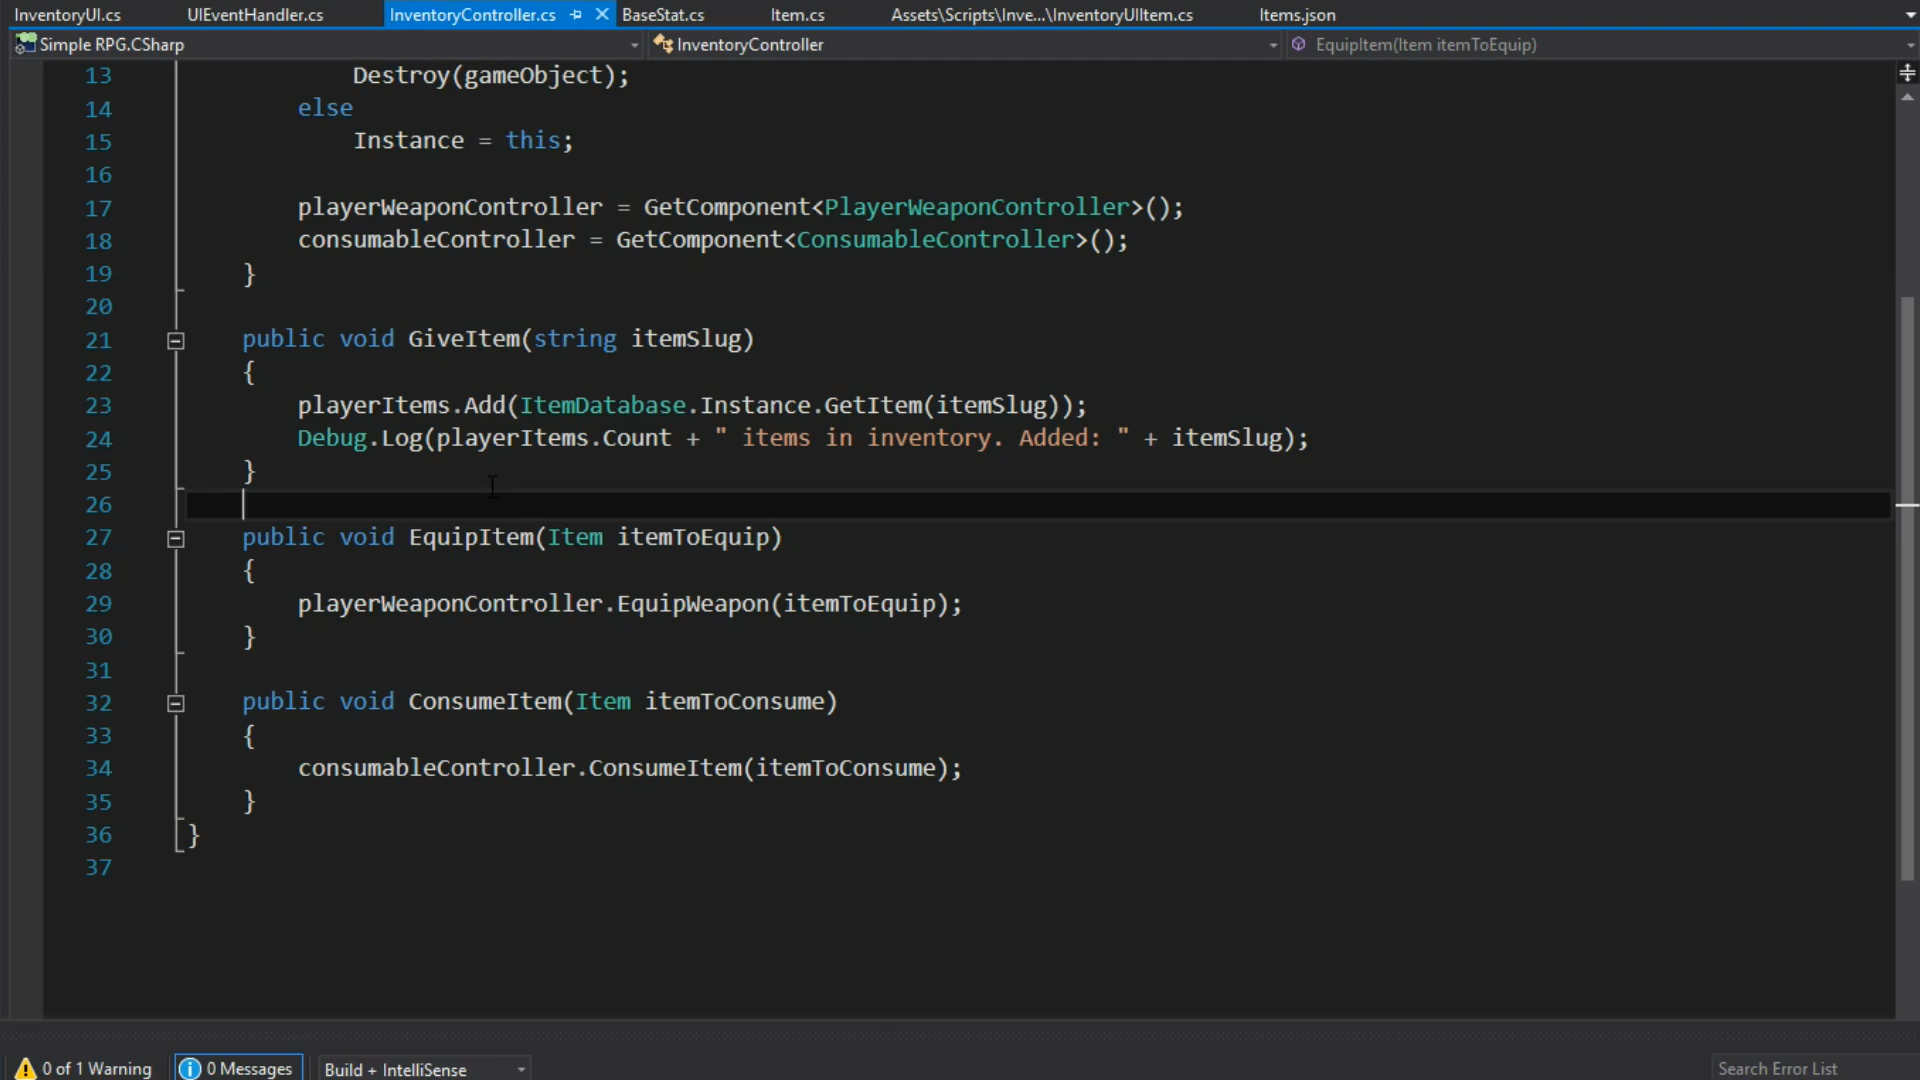 InventoryUI.cs UIEventHandler.cs InventoryController.cs BaseStat.cs Item.cs Assets\Scripts\Inve...\InventoryUIItem.cs Items.json
Simple RPG.CSharp InventoryController EquipItem(Item itemToEquip)
13 Destroy(gameObject);
14 else
15 Instance = this;
16
17 playerWeaponController = GetComponent<PlayerWeaponController>();
18 consumableController = GetComponent<ConsumableController>();
19 }
20
21 public void GiveItem(string itemSlug)
22 {
23 playerItems.Add(ItemDatabase.Instance.GetItem(itemSlug));
24 Debug.Log(playerItems.Count + " items in inventory. Added: " + itemSlug);
25 }
26
27 public void EquipItem(Item itemToEquip)
28 {
29 playerWeaponController.EquipWeapon(itemToEquip);
30 }
31
32 public void ConsumeItem(Item itemToConsume)
33 {
34 consumableController.ConsumeItem(itemToConsume);
35 }
36 }
37
0 of 1 Warning 0 Messages Build + IntelliSense Search Error List